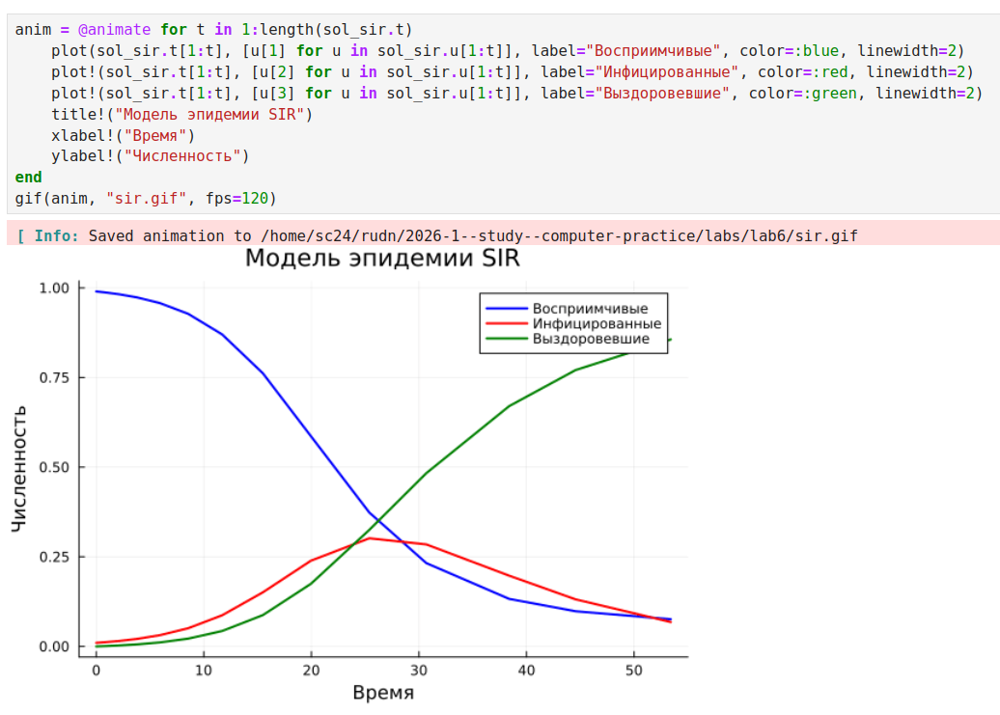 anim = @animate for t in 1:length(sol_sir.t)
    plot(sol_sir.t[1:t], [u[1] for u in sol_sir.u[1:t]], label="Восприимчивые", color=:blue, linewidth=2)
    plot!(sol_sir.t[1:t], [u[2] for u in sol_sir.u[1:t]], label="Инфицированные", color=:red, linewidth=2)
    plot!(sol_sir.t[1:t], [u[3] for u in sol_sir.u[1:t]], label="Выздоровевшие", color=:green, linewidth=2)
    title!("Модель эпидемии SIR")
    xlabel!("Время")
    ylabel!("Численность")
end
gif(anim, "sir.gif", fps=120)
[ Info: Saved animation to /home/sc24/rudn/2026-1--study--computer-practice/labs/lab6/sir.gif
Модель эпидемии SIR
Восприимчивые
Инфицированные
Выздоровевшие
1.00
0.75
0.50
0.25
0.00
Численность
0 10 20 30 40 50
Время